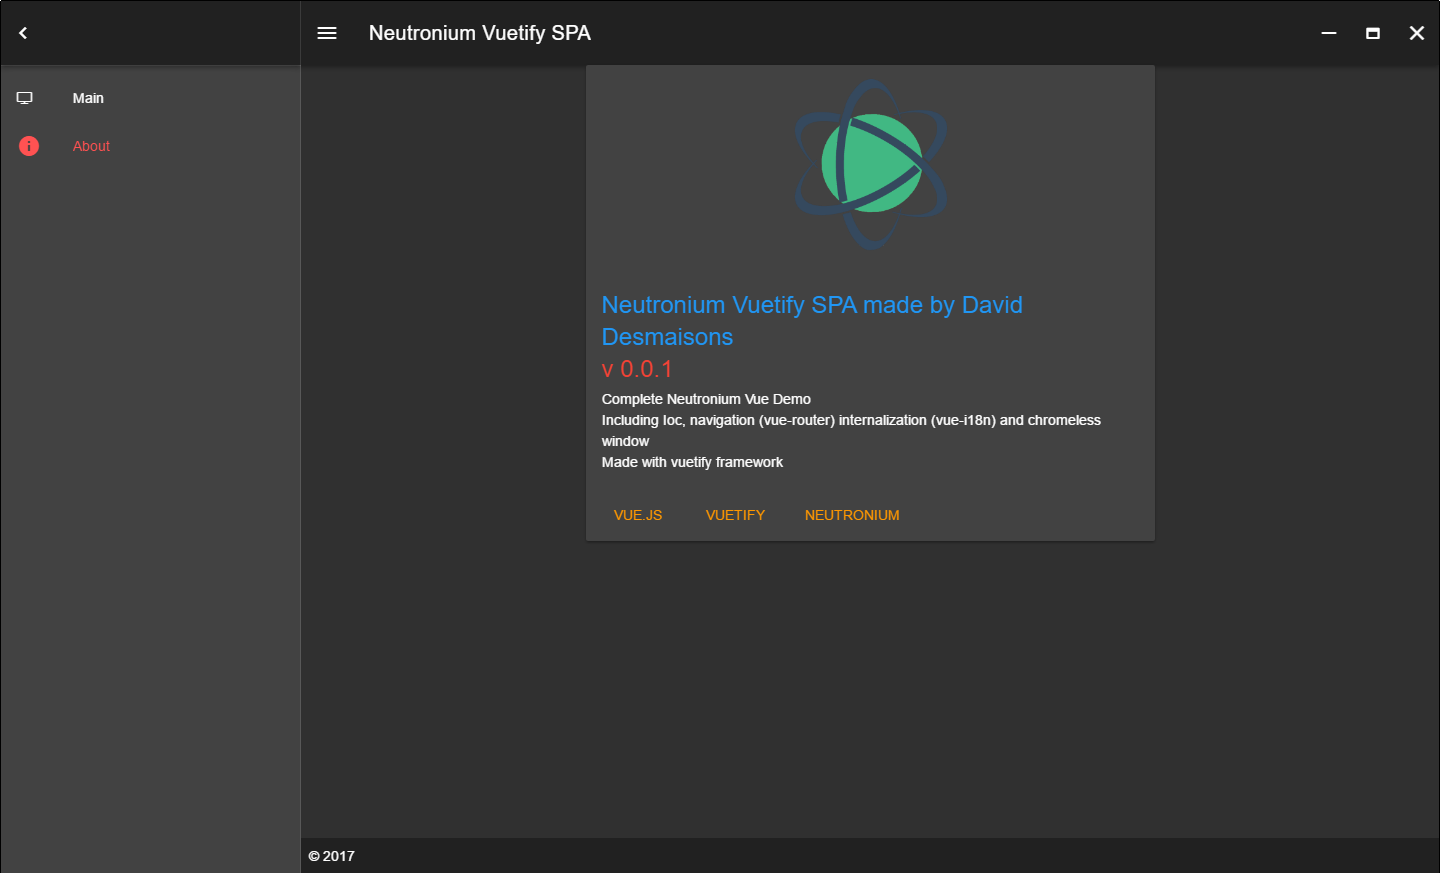 Neutronium Vuetify SPA
Main
About
Neutronium Vuetify SPA made by David
Desmaisons
v 0.0.1
Complete Neutronium Vue Demo
Including Ioc, navigation (vue-router) internalization (vue-i18n) and chromeless
window
Made with vuetify framework
VUE.JS VUETIFY NEUTRONIUM
© 2017